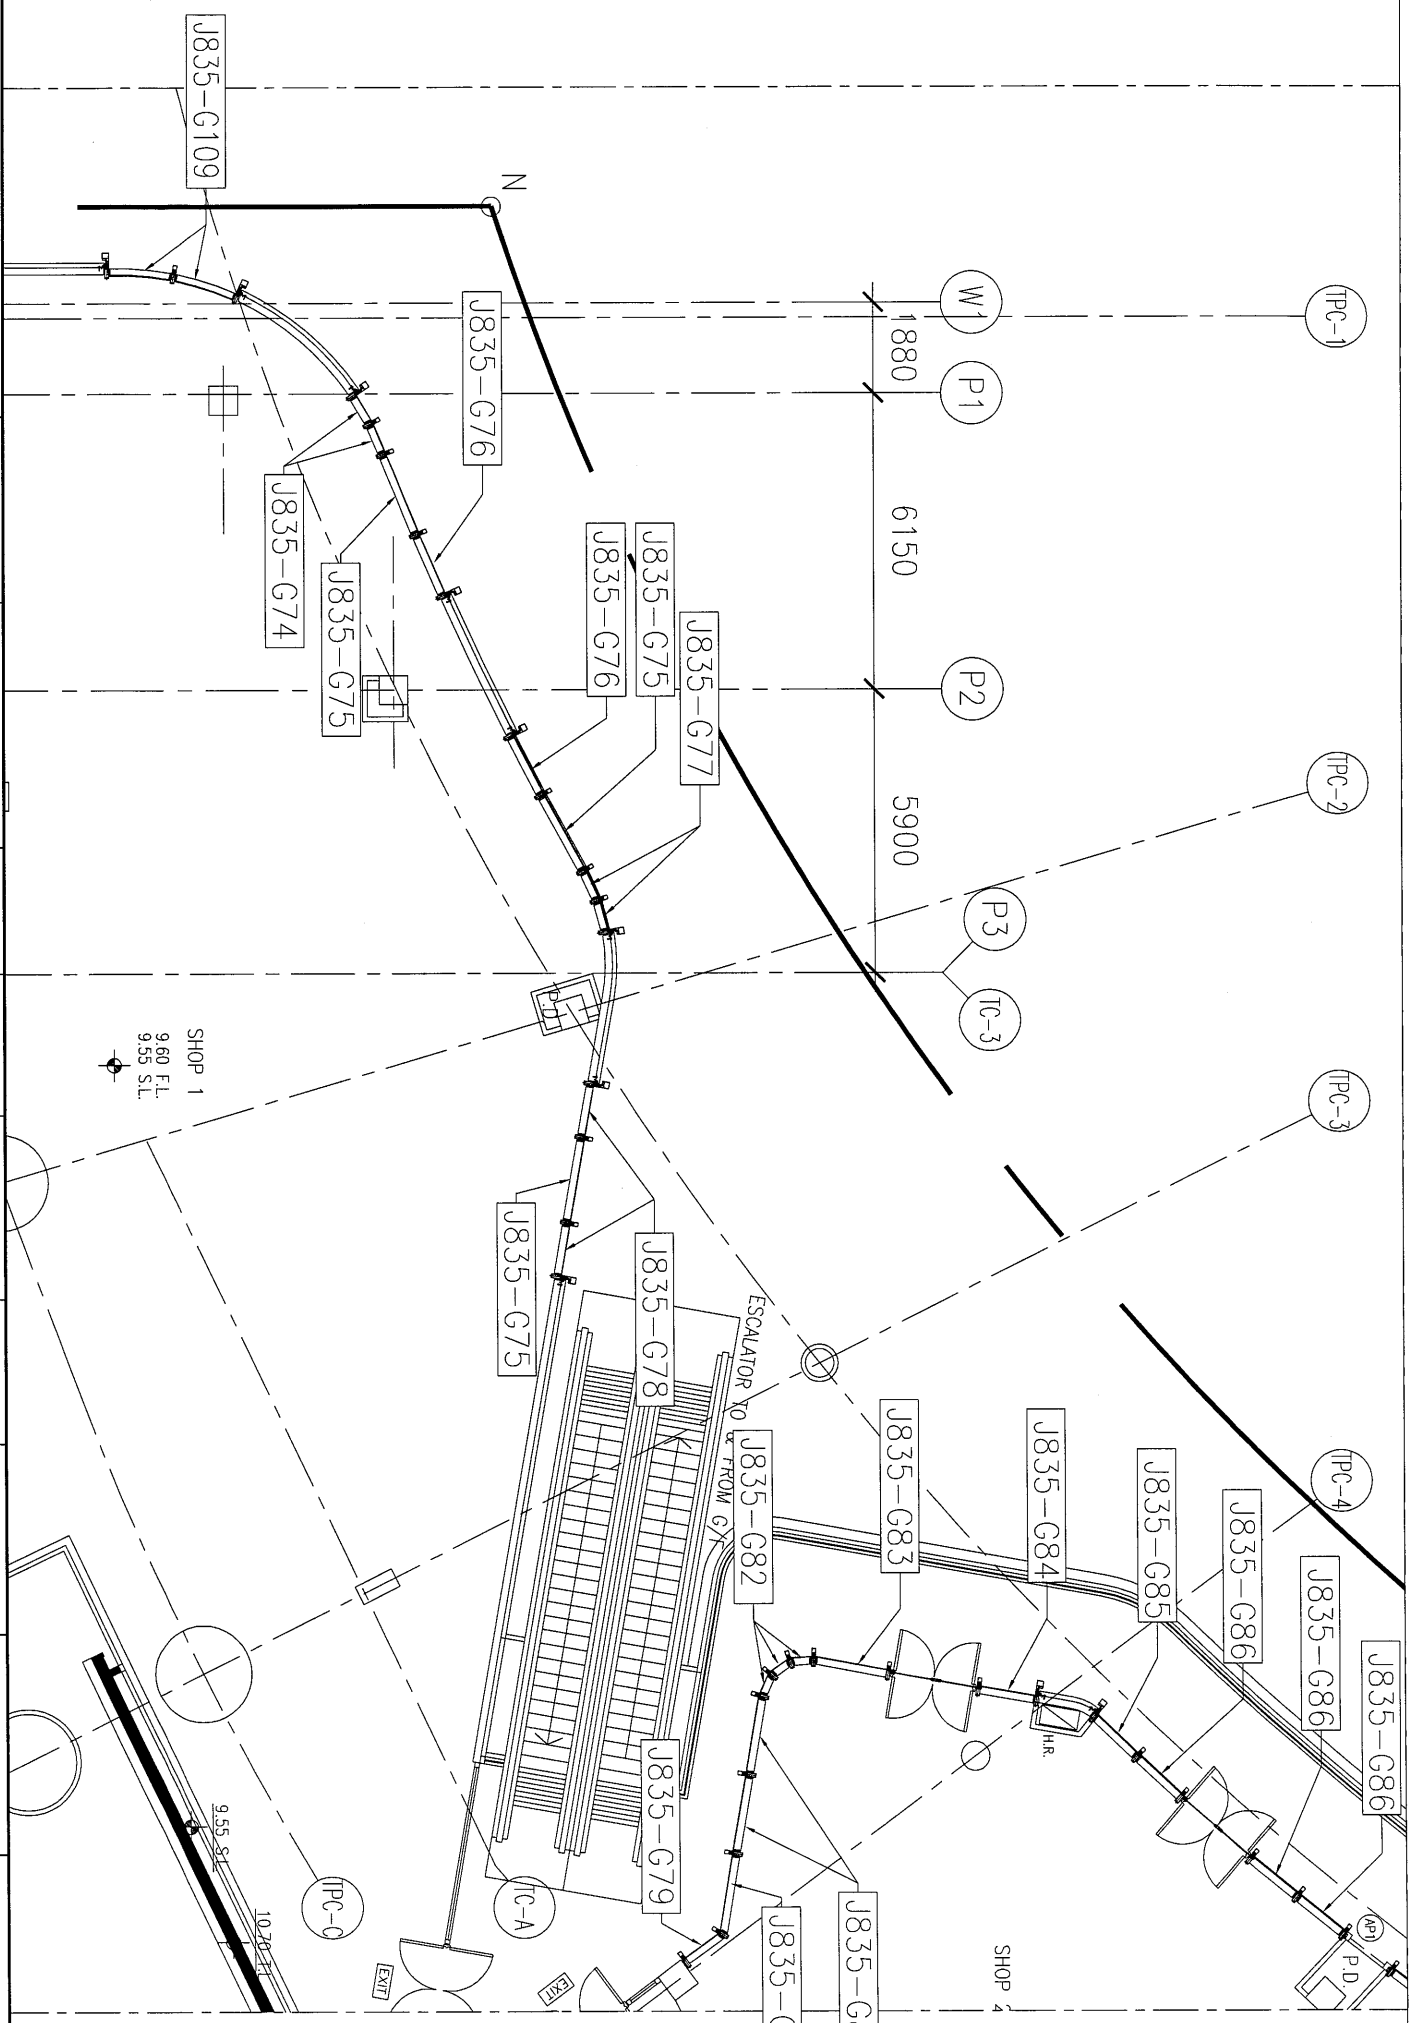 J835-G109
N
W1
TPC-1
1880
P1
J835-G76
6150
J835-G74
J835-G75
J835-G76
J835-G75
J835-G77
P2
TPC-2
5900
P3
TC-3
TPC-3
P.D.
SHOP 1
9.60 F.L.
9.55 S.L.
J835-G75
J835-G78
ESCALATOR TO & FROM G/
J835-G82
J835-G83
J835-G84
J835-G85
TPC-4
J835-G86
J835-G86
J835-G86
H.R.
J835-G79
TC-A
TPC-C
9.55 S.L.
10.70 F.L.
EXIT
EXIT
SHOP
AP1
P.D.